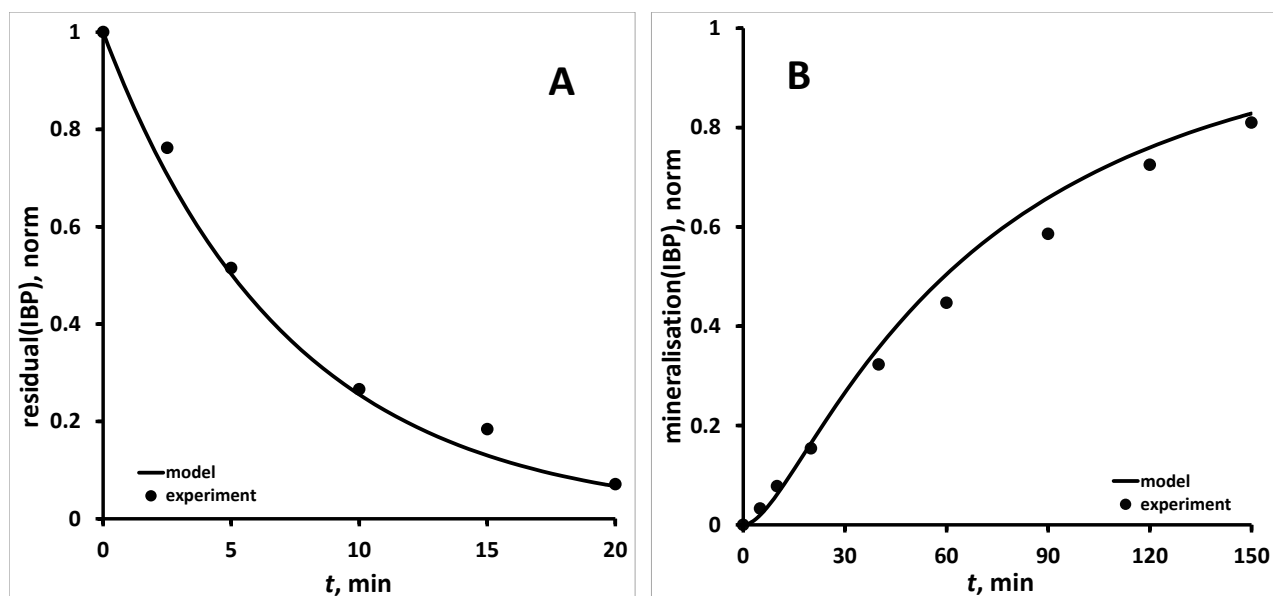 A
1
0.8
0.6
0.4
0.2
0
residual(IBP), norm
model
experiment
0 5 10 15 20
t, min
B
1
0.8
0.6
0.4
0.2
0
mineralisation(IBP), norm
model
experiment
0 30 60 90 120 150
t, min